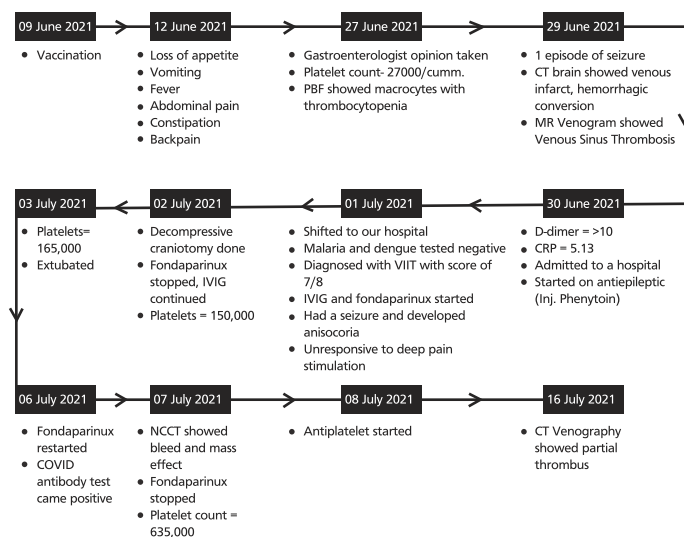 09 June 2021
• Vaccination
12 June 2021
• Loss of appetite
• Vomiting
• Fever
• Abdominal pain
• Constipation
• Backpain
27 June 2021
• Gastroenterologist opinion taken
• Platelet count- 27000/cumm.
• PBF showed macrocytes with
thrombocytopenia
29 June 2021
• 1 episode of seizure
• CT brain showed venous
infarct, hemorrhagic
conversion
• MR Venogram showed
Venous Sinus Thrombosis
30 June 2021
• D-dimer = >10
• CRP = 5.13
• Admitted to a hospital
• Started on antiepileptic
(Inj. Phenytoin)
01 July 2021
• Shifted to our hospital
• Malaria and dengue tested negative
• Diagnosed with VIIT with score of
7/8
• IVIG and fondaparinux started
• Had a seizure and developed
anisocoria
• Unresponsive to deep pain
stimulation
02 July 2021
• Decompressive
craniotomy done
• Fondaparinux
stopped, IVIG
continued
• Platelets = 150,000
03 July 2021
• Platelets=
165,000
• Extubated
06 July 2021
• Fondaparinux
restarted
• COVID
antibody test
came positive
07 July 2021
• NCCT showed
bleed and mass
effect
• Fondaparinux
stopped
• Platelet count =
635,000
08 July 2021
• Antiplatelet started
16 July 2021
• CT Venography
showed partial
thrombus